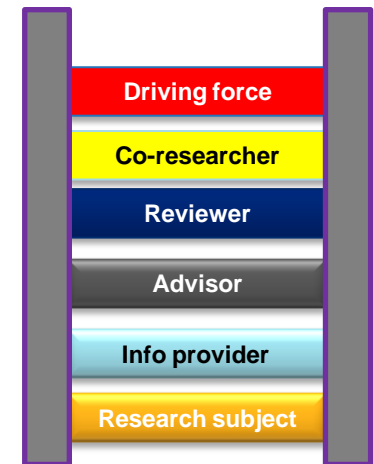 Driving force
Co-researcher
Reviewer
Advisor
Info provider
Research subject